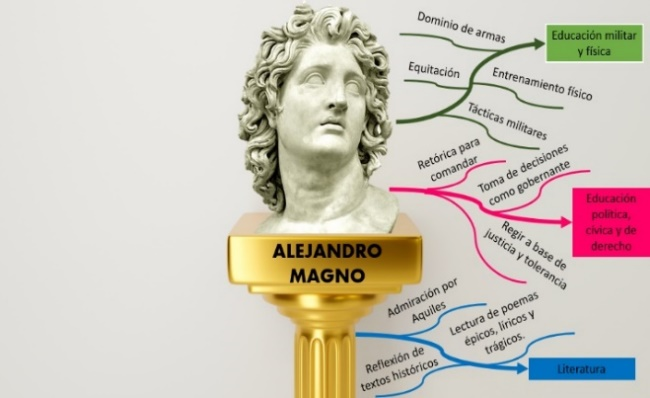 Dominio de armas
Educación militar
y física
Equitación
Entrenamiento físico
Tácticas militares
Retórica para
comandar
Toma de decisiones
como gobernante
Educación
política,
cívica y de
derecho
Regir a base de
justicia y tolerancia
ALEJANDRO
MAGNO
Admiración por
Aquiles
Lectura de poemas
épicos, líricos y
trágicos.
Reflexión de
textos históricos
Literatura